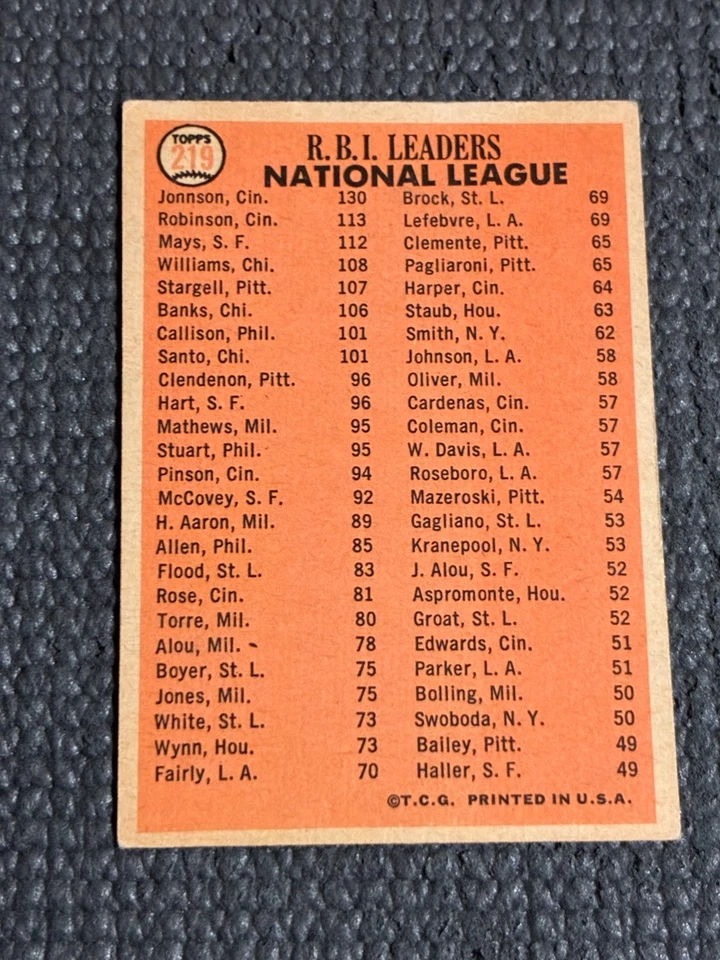 TOPPS
219
R.B.I. LEADERS
NATIONAL LEAGUE
Johnson, Cin. 130
Robinson, Cin. 113
Mays, S. F. 112
Williams, Chi. 108
Stargell, Pitt. 107
Banks, Chi. 106
Callison, Phil. 101
Santo, Chi. 101
Clendenon, Pitt. 96
Hart, S. F. 96
Mathews, Mil. 95
Stuart, Phil. 95
Pinson, Cin. 94
McCovey, S. F. 92
H. Aaron, Mil. 89
Allen, Phil. 85
Flood, St. L. 83
Rose, Cin. 81
Torre, Mil. 80
Alou, Mil. 78
Boyer, St. L. 75
Jones, Mil. 75
White, St. L. 73
Wynn, Hou. 73
Fairly, L. A. 70
Brock, St. L. 69
Lefebvre, L. A. 69
Clemente, Pitt. 65
Pagliaroni, Pitt. 65
Harper, Cin. 64
Staub, Hou. 63
Smith, N. Y. 62
Johnson, L. A. 58
Oliver, Mil. 58
Cardenas, Cin. 57
Coleman, Cin. 57
W. Davis, L. A. 57
Roseboro, L. A. 57
Mazeroski, Pitt. 54
Gagliano, St. L. 53
Kranepool, N. Y. 53
J. Alou, S. F. 52
Aspromonte, Hou. 52
Groat, St. L. 52
Edwards, Cin. 51
Parker, L. A. 51
Bolling, Mil. 50
Swoboda, N. Y. 50
Bailey, Pitt. 49
Haller, S. F. 49
©T.C.G. PRINTED IN U.S.A.